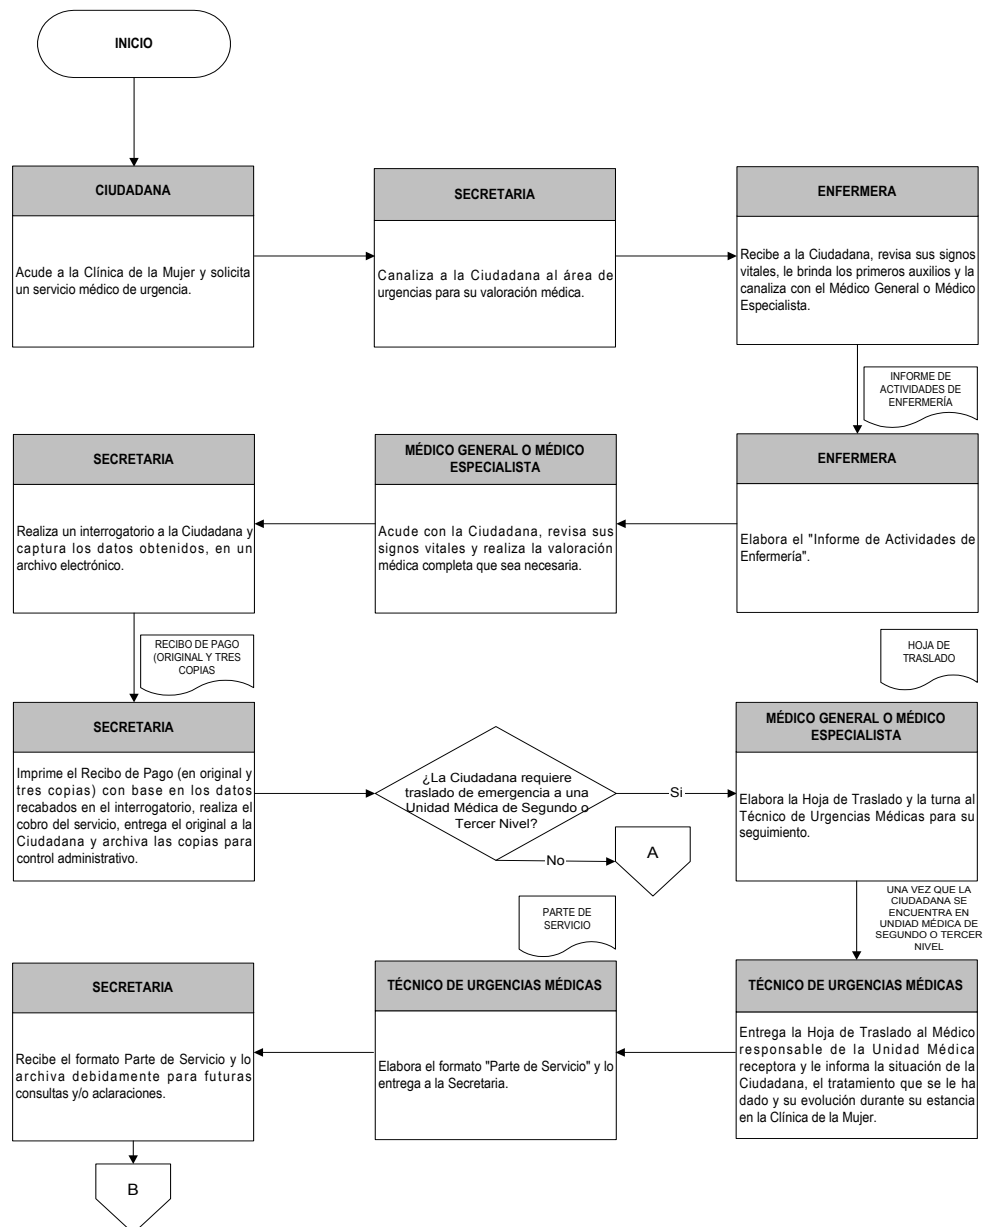 INICIO
CIUDADANA
Acude a la Clínica de la Mujer y solicita
un servicio médico de urgencia.
SECRETARIA
Canaliza a la Ciudadana al área de
urgencias para su valoración médica.
ENFERMERA
Recibe a la Ciudadana, revisa sus signos
vitales, le brinda los primeros auxilios y la
canaliza con el Médico General o Médico
Especialista.
INFORME DE
ACTIVIDADES DE
ENFERMERÍA
ENFERMERA
Elabora el "Informe de Actividades de
Enfermería".
MÉDICO GENERAL O MÉDICO
ESPECIALISTA
Acude con la Ciudadana, revisa sus
signos vitales y realiza la valoración
médica completa que sea necesaria.
SECRETARIA
Realiza un interrogatorio a la Ciudadana y
captura los datos obtenidos, en un
archivo electrónico.
RECIBO DE PAGO
(ORIGINAL Y TRES
COPIAS
SECRETARIA
Imprime el Recibo de Pago (en original y
tres copias) con base en los datos
recabados en el interrogatorio, realiza el
cobro del servicio, entrega el original a la
Ciudadana y archiva las copias para
control administrativo.
¿La Ciudadana requiere
traslado de emergencia a una
Unidad Médica de Segundo o
Tercer Nivel?
Si
No
A
HOJA DE
TRASLADO
MÉDICO GENERAL O MÉDICO
ESPECIALISTA
Elabora la Hoja de Traslado y la turna al
Técnico de Urgencias Médicas para su
seguimiento.
UNA VEZ QUE LA
CIUDADANA SE
ENCUENTRA EN
UNDIAD MÉDICA DE
SEGUNDO O TERCER
NIVEL
TÉCNICO DE URGENCIAS MÉDICAS
Entrega la Hoja de Traslado al Médico
responsable de la Unidad Médica
receptora y le informa la situación de la
Ciudadana, el tratamiento que se le ha
dado y su evolución durante su estancia
en la Clínica de la Mujer.
PARTE DE
SERVICIO
TÉCNICO DE URGENCIAS MÉDICAS
Elabora el formato "Parte de Servicio" y lo
entrega a la Secretaria.
SECRETARIA
Recibe el formato Parte de Servicio y lo
archiva debidamente para futuras
consultas y/o aclaraciones.
B